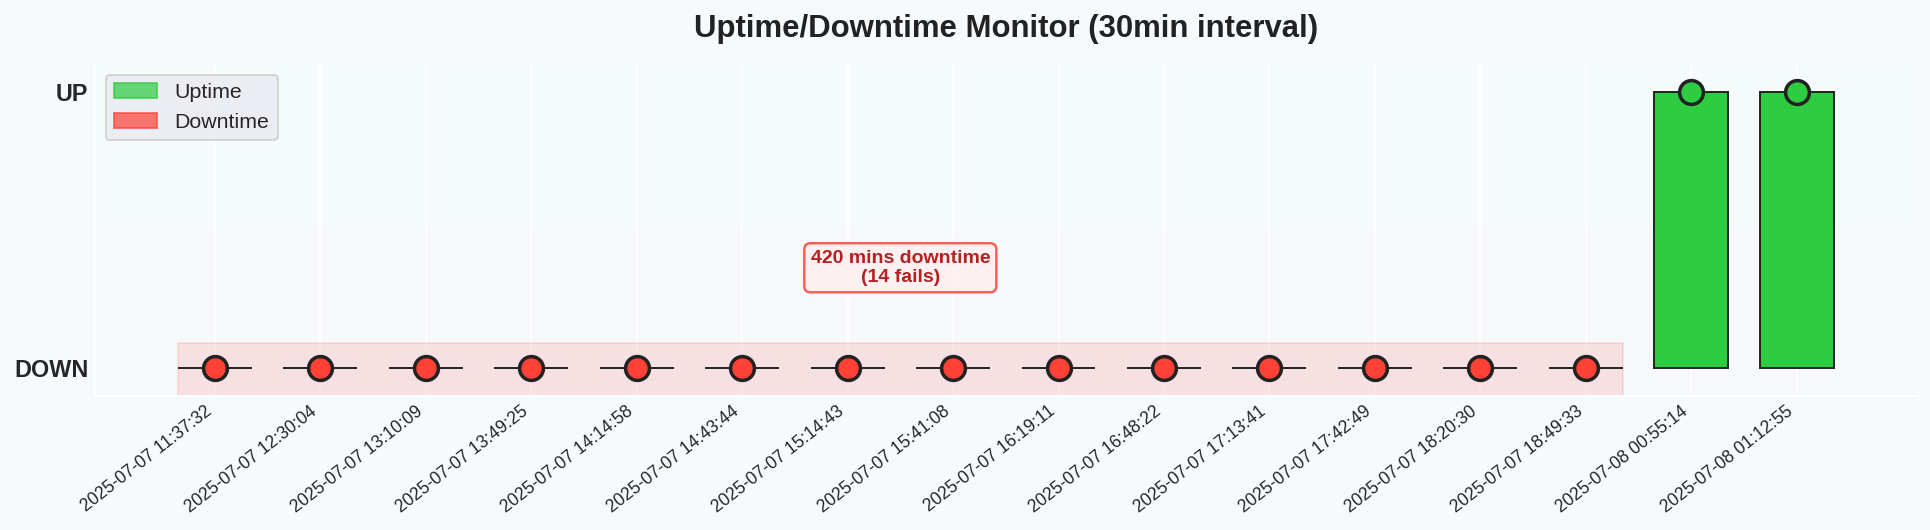 Uptime/Downtime Monitor (30min interval)
UP
Uptime
Downtime
420 mins downtime
(14 fails)
DOWN
2025-07-07 11:37:32
2025-07-07 12:30:04
2025-07-07 13:10:09
2025-07-07 13:49:25
2025-07-07 14:14:58
2025-07-07 14:43:44
2025-07-07 15:14:43
2025-07-07 15:41:08
2025-07-07 16:19:11
2025-07-07 16:48:22
2025-07-07 17:13:41
2025-07-07 17:42:49
2025-07-07 18:20:30
2025-07-07 18:49:33
2025-07-08 00:55:14
2025-07-08 01:12:55